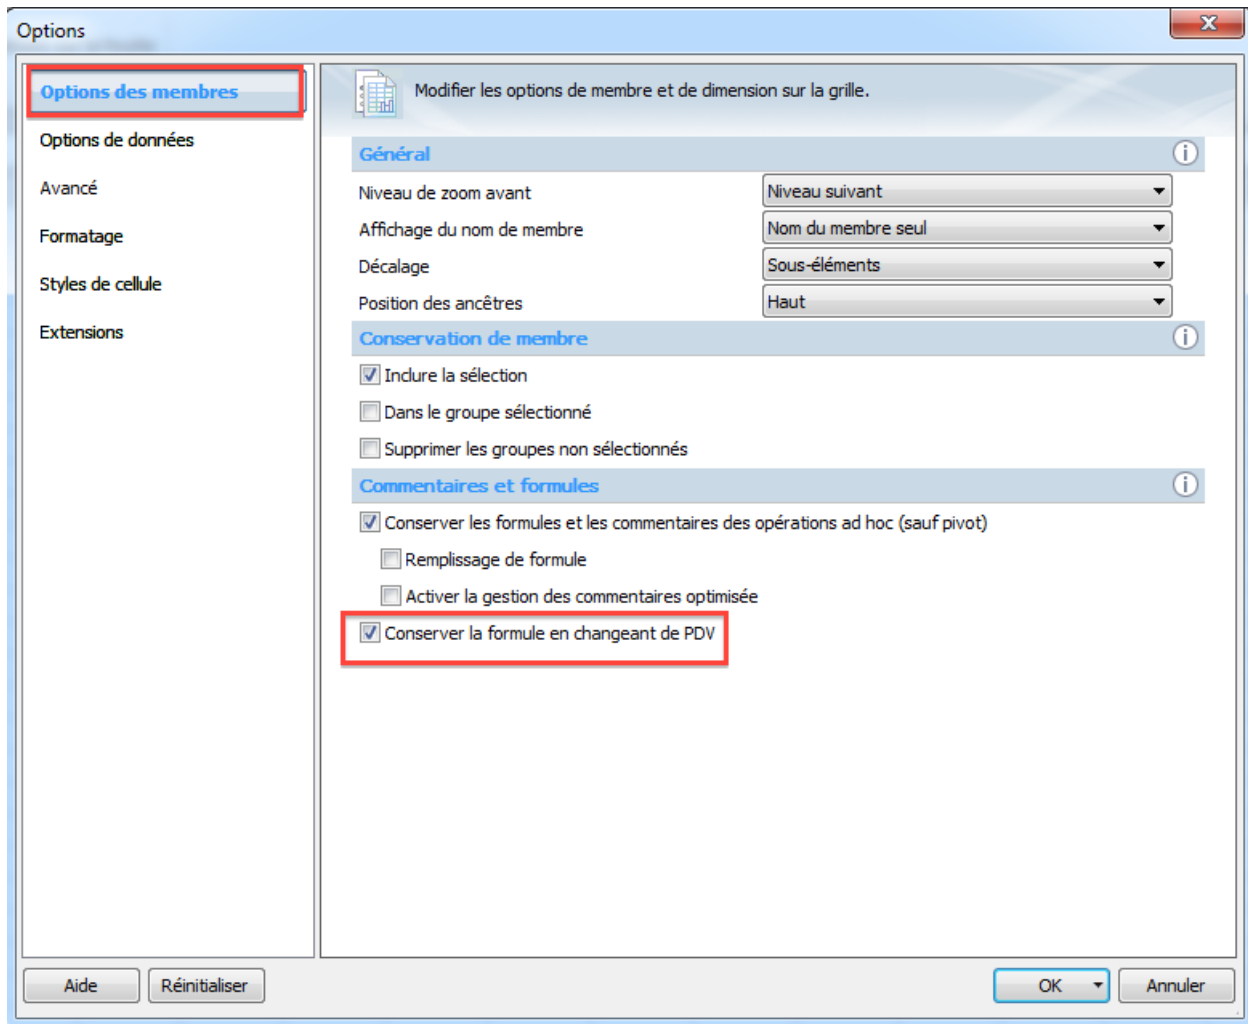 Options
Options des membres
Options de données
Avancé
Formatage
Styles de cellule
Extensions
Modifier les options de membre et de dimension sur la grille.
Général
Niveau de zoom avant Niveau suivant
Affichage du nom de membre Nom du membre seul
Décalage Sous-éléments
Position des ancêtres Haut
Conservation de membre
Inclure la sélection
Dans le groupe sélectionné
Supprimer les groupes non sélectionnés
Commentaires et formules
Conserver les formules et les commentaires des opérations ad hoc (sauf pivot)
Remplissage de formule
Activer la gestion des commentaires optimisée
Conserver la formule en changeant de PDV
Aide Réinitialiser OK Annuler